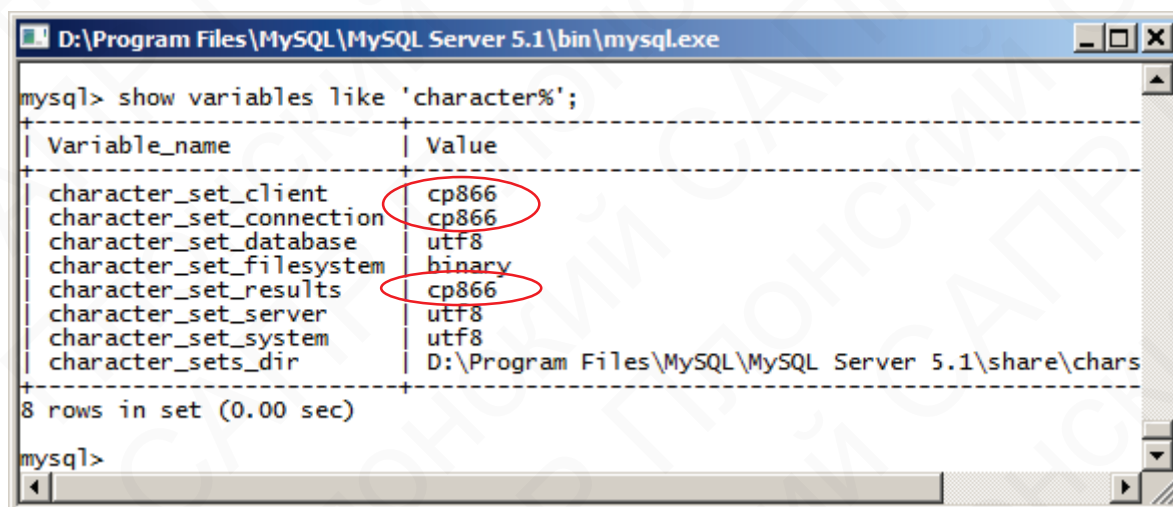 D:\Program Files\MySQL\MySQL Server 5.1\bin\mysql.exe
mysql> show variables like 'character%';
+--------------------------+------------------------------------------------
| Variable_name | Value
+--------------------------+------------------------------------------------
| character_set_client | cp866
| character_set_connection | cp866
| character_set_database | utf8
| character_set_filesystem | binary
| character_set_results | cp866
| character_set_server | utf8
| character_set_system | utf8
| character_sets_dir | D:\Program Files\MySQL\MySQL Server 5.1\share\chars
+--------------------------+------------------------------------------------
8 rows in set (0.00 sec)
mysql>